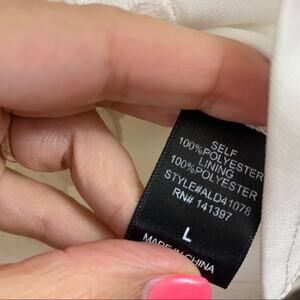 SELF
100%POLYESTER
LINING
100%POLYESTER
STYLE#ALD41078
RN# 141397
L
MADE IN CHINA